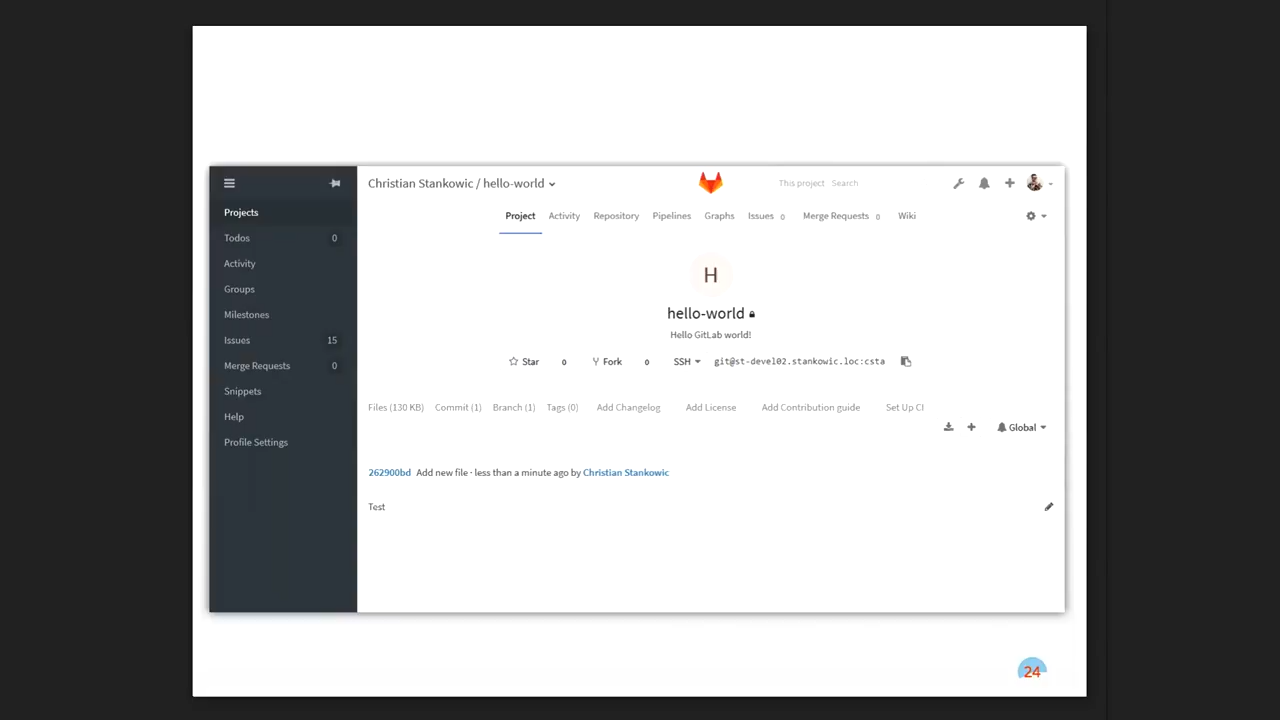 Christian Stankowic / hello-world
This project Search
Projects
Todos 0
Activity
Groups
Milestones
Issues 15
Merge Requests 0
Snippets
Help
Profile Settings
Project Activity Repository Pipelines Graphs Issues 0 Merge Requests 0 Wiki
H
hello-world
Hello GitLab world!
Star 0 Fork 0 SSH git@st-devel02.stankowic.loc:csta
Files (130 KB) Commit (1) Branch (1) Tags (0) Add Changelog Add License Add Contribution guide Set Up CI
Global
262900bd Add new file · less than a minute ago by Christian Stankowic
Test
24